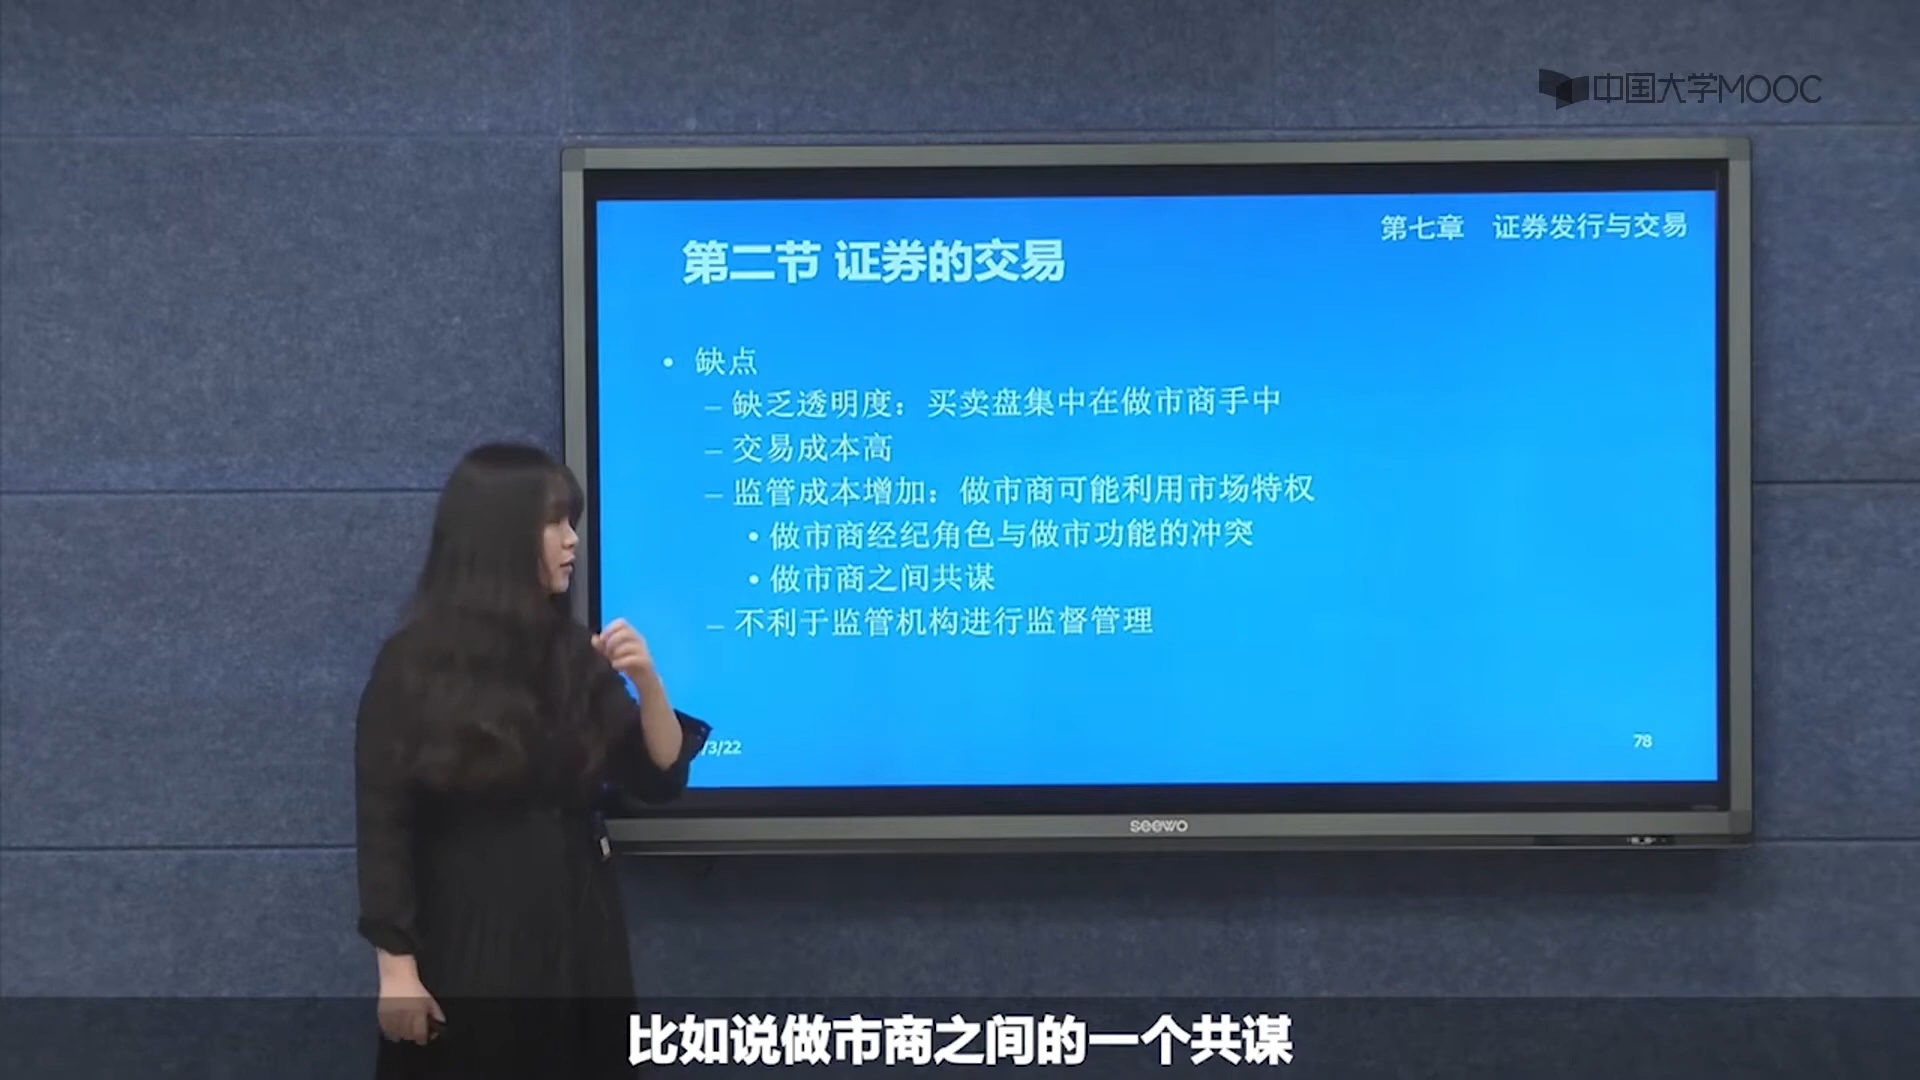 中国大学MOOC
第七章 证券发行与交易
第二节 证券的交易
• 缺点
– 缺乏透明度：买卖盘集中在做市商手中
– 交易成本高
– 监管成本增加：做市商可能利用市场特权
• 做市商经纪角色与做市功能的冲突
• 做市商之间共谋
– 不利于监管机构进行监督管理
/3/22
78
seewo
比如说做市商之间的一个共谋